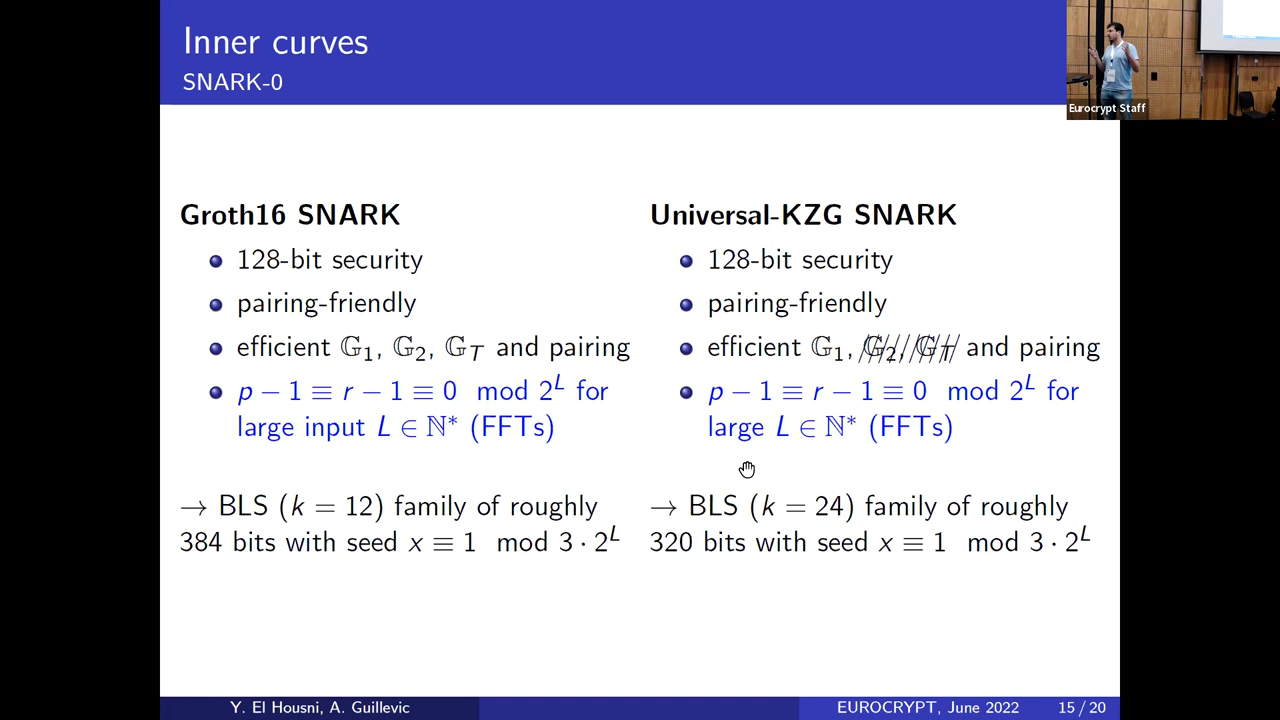 Inner curves
SNARK-0
Eurocrypt Staff
Groth16 SNARK
128-bit security
pairing-friendly
efficient 𝔾₁, 𝔾₂, 𝔾_T and pairing
p − 1 ≡ r − 1 ≡ 0 mod 2^L for
large input L ∈ ℕ* (FFTs)
→ BLS (k = 12) family of roughly
384 bits with seed x ≡ 1 mod 3 · 2^L
Universal-KZG SNARK
128-bit security
pairing-friendly
efficient 𝔾₁, 𝔾₂, 𝔾_T and pairing
p − 1 ≡ r − 1 ≡ 0 mod 2^L for
large L ∈ ℕ* (FFTs)
→ BLS (k = 24) family of roughly
320 bits with seed x ≡ 1 mod 3 · 2^L
Y. El Housni, A. Guillevic
EUROCRYPT, June 2022
15 / 20